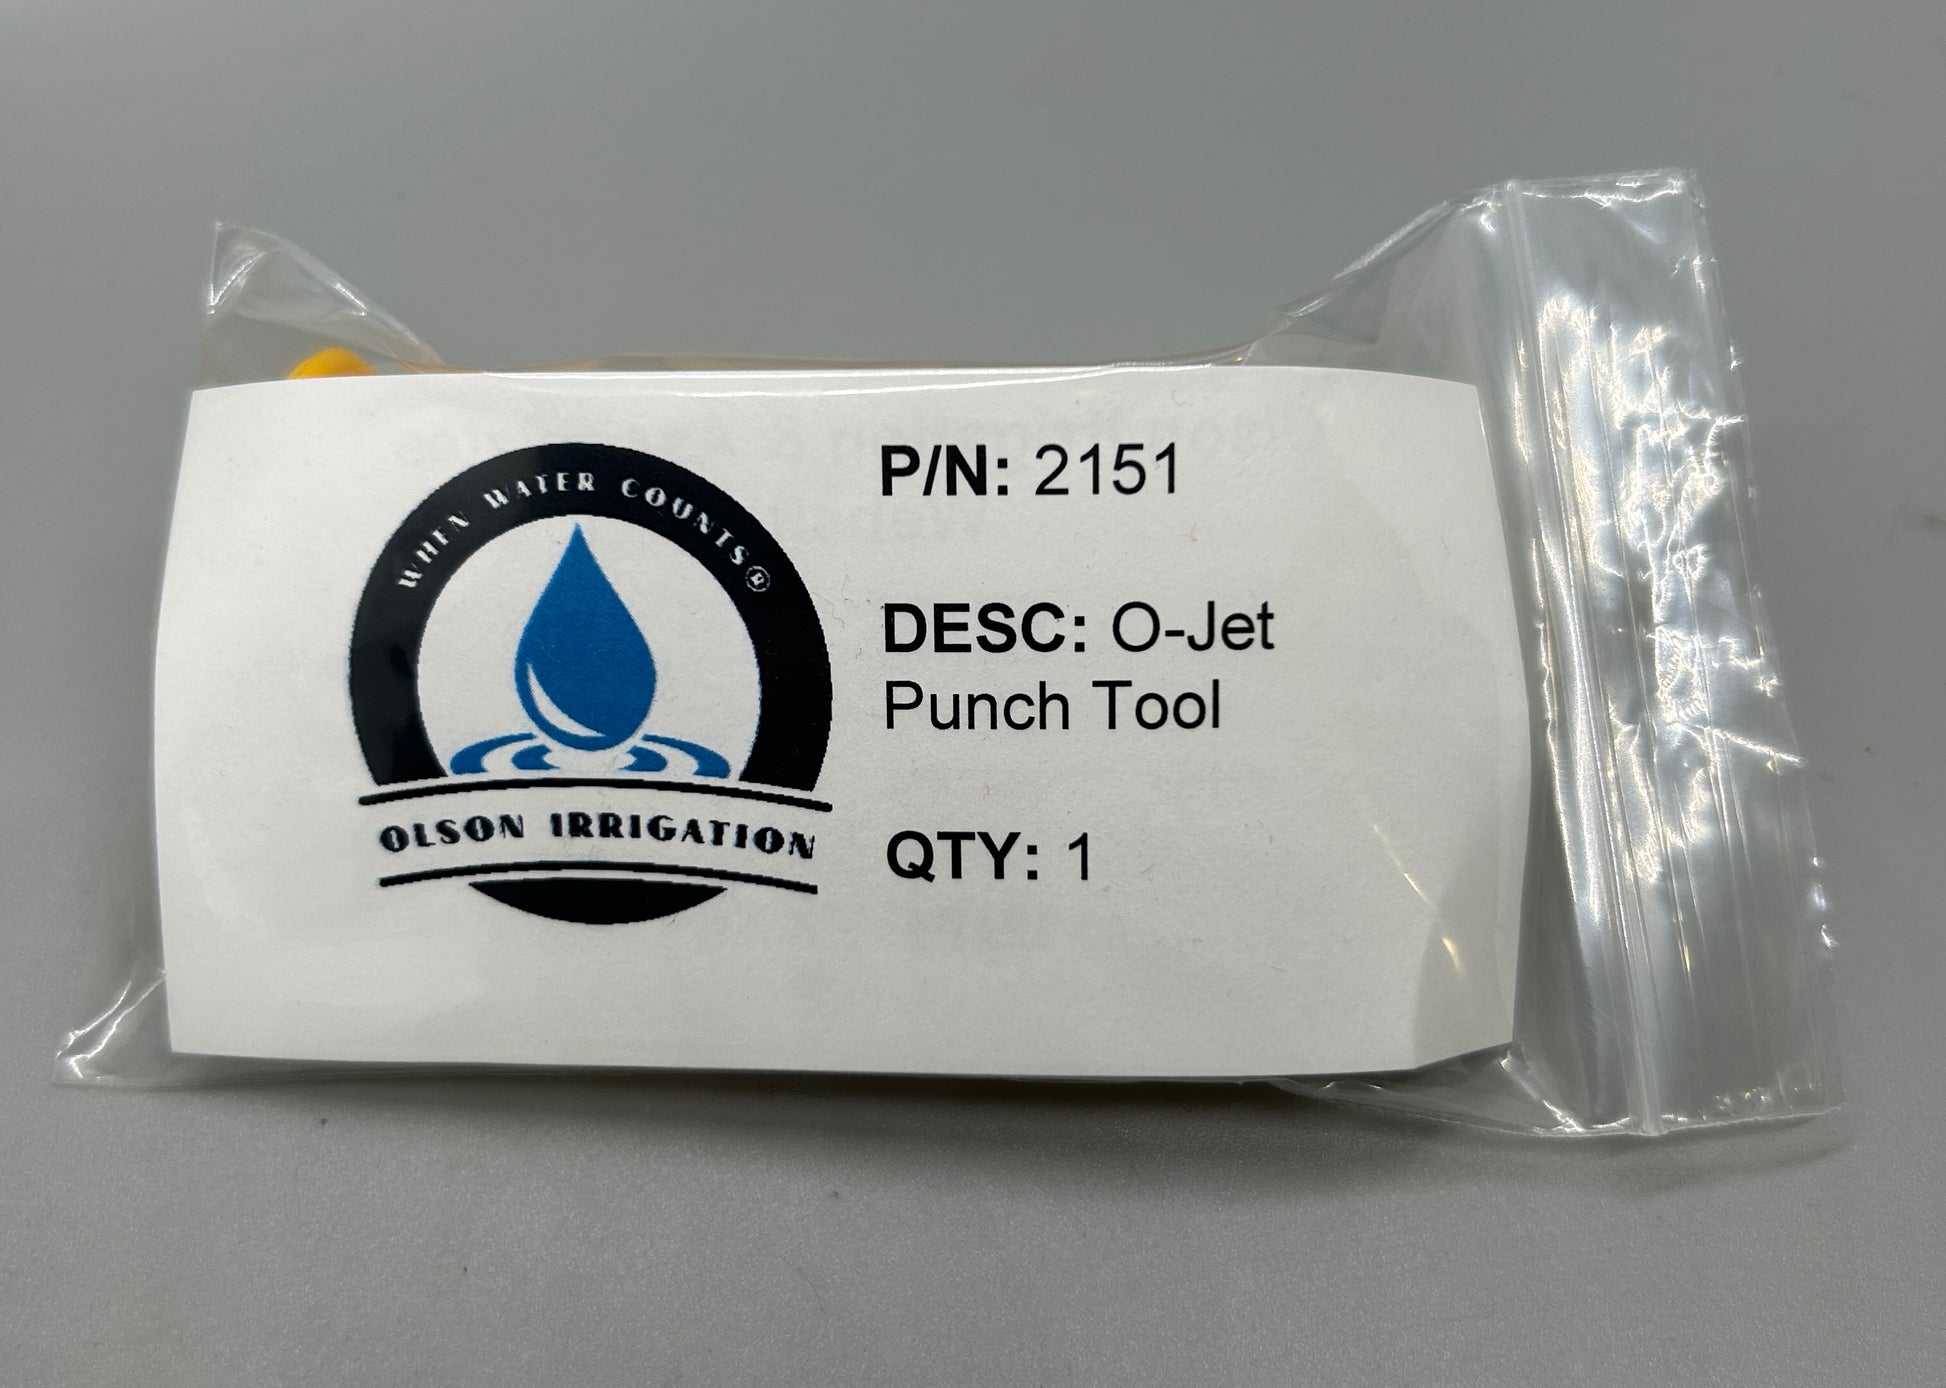 WHEN WATER COUNTS®
OLSON IRRIGATION
P/N: 2151
DESC: O-Jet
Punch Tool
QTY: 1